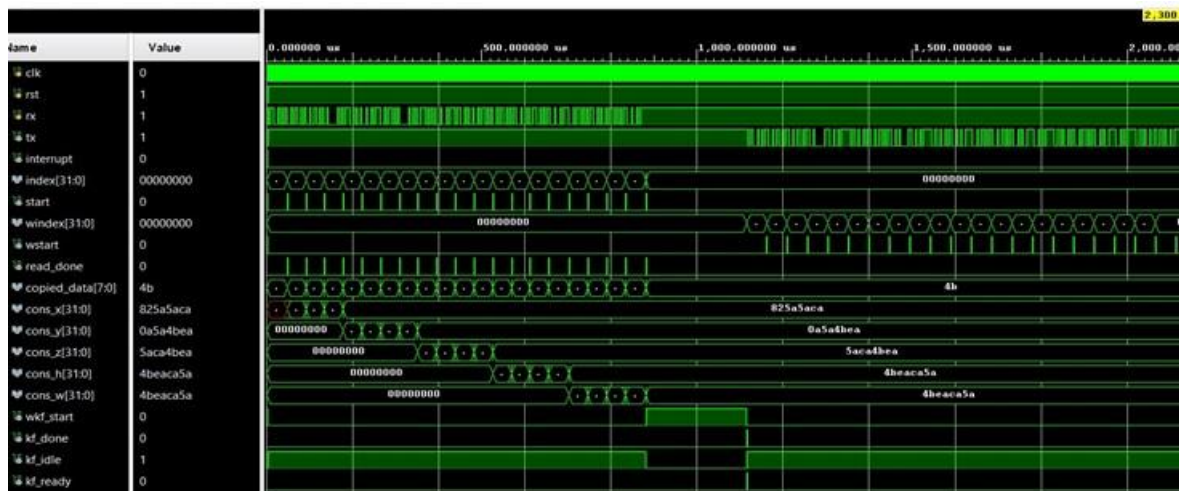 2,300
Name Value 0.000000 us 500.000000 us 1,000.000000 us 1,500.000000 us 2,000.00
clk 0
rst 1
rx 1
tx 1
interrupt 0
index[31:0] 00000000 00000000
start 0
windex[31:0] 00000000 00000000
wstart 0
read_done 0
copied_data[7:0] 4b 4b
cons_x[31:0] 825a5aca 825a5aca
cons_y[31:0] 0a5a4bea 00000000 0a5a4bea
cons_z[31:0] 5aca4bea 00000000 5aca4bea
cons_h[31:0] 4beaca5a 00000000 4beaca5a
cons_w[31:0] 4beaca5a 00000000 4beaca5a
wkf_start 0
kf_done 0
kf_idle 1
kf_ready 0